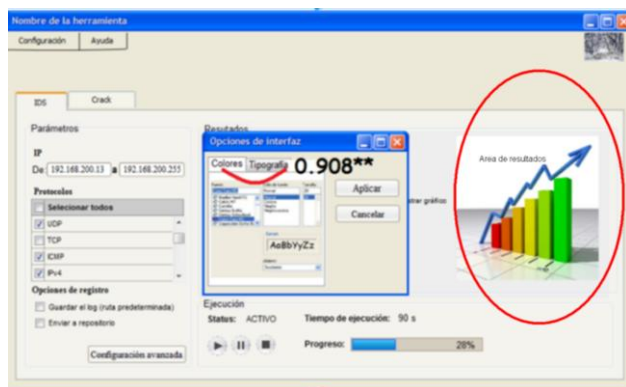 Nombre de la herramienta
Configuración Ayuda
IDS Crack
Parámetros
IP
De: 192.168.200.13 a 192.168.200.255
Protocolos
Seleccionar todos
UDP
TCP
ICMP
IPv4
Opciones de registro
Guardar el log (ruta predeterminada)
Enviar a repositorio
Configuración avanzada
Resultados
Opciones de interfaz
Colores Tipografía 0.908**
Aplicar
Cancelar
AaBbYyZz
trar gráfico
Area de resultados
Ejecución
Status: ACTIVO Tiempo de ejecución: 90 s
Progreso: 28%